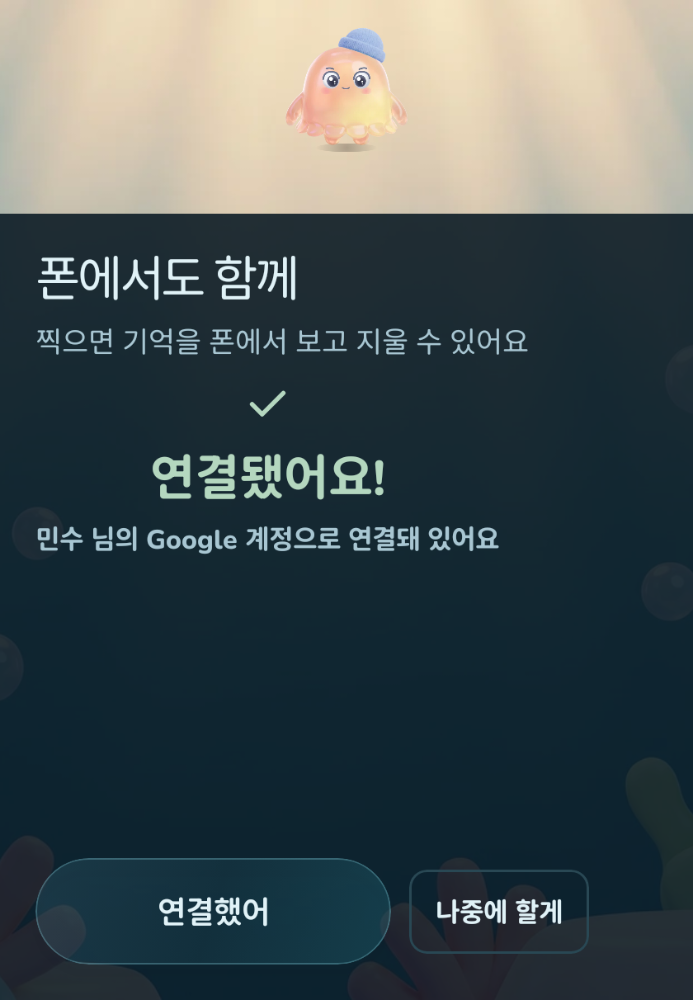 폰에서도 함께
찍으면 기억을 폰에서 보고 지울 수 있어요
연결됐어요!
민수 님의 Google 계정으로 연결돼 있어요
연결했어
나중에 할게